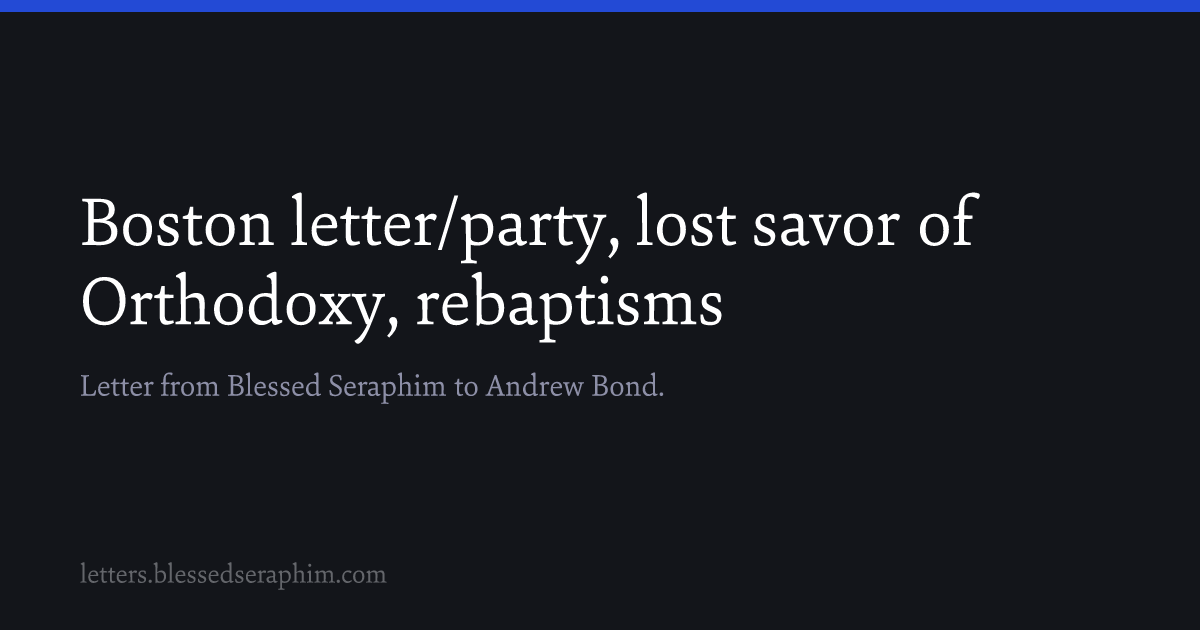 Boston letter/party, lost savor of
Orthodoxy, rebaptisms
Letter from Blessed Seraphim to Andrew Bond.
letters.blessedseraphim.com